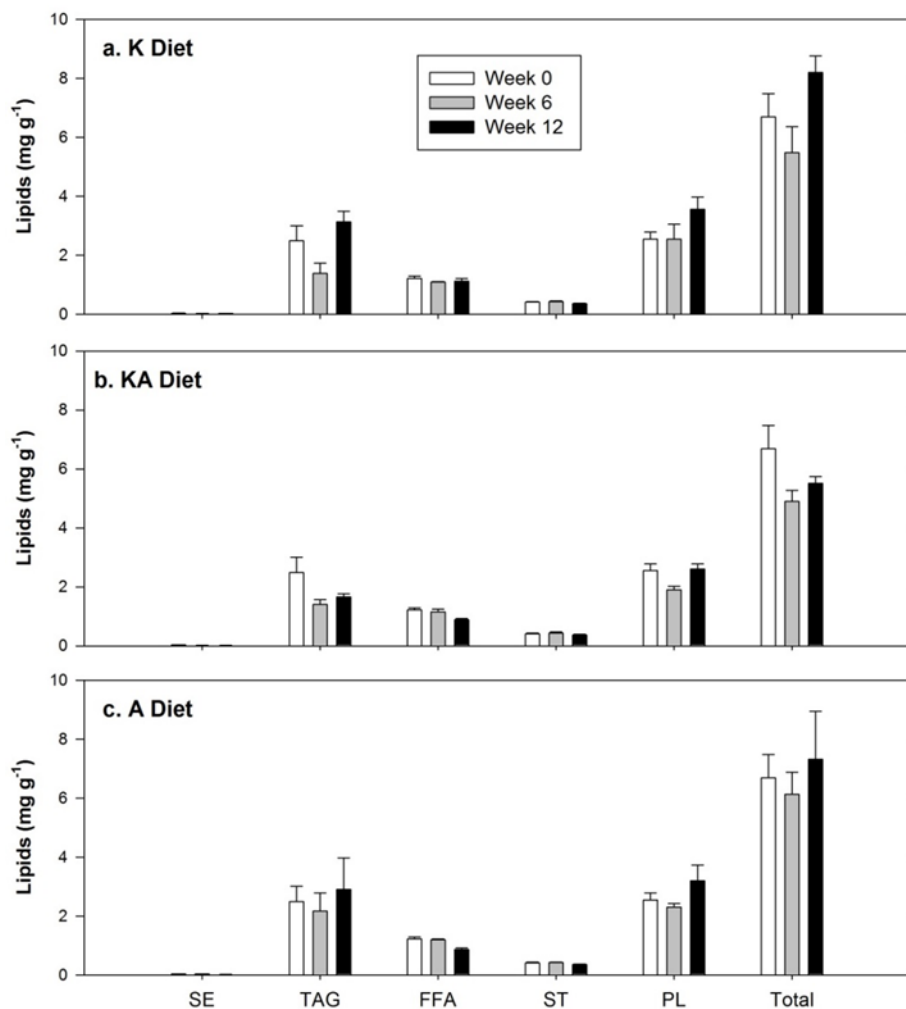 a. K Diet
Week 0
Week 6
Week 12
Lipids (mg g⁻¹)
10
8
6
4
2
0
b. KA Diet
Lipids (mg g⁻¹)
10
8
6
4
2
0
c. A Diet
Lipids (mg g⁻¹)
10
8
6
4
2
0
SE TAG FFA ST PL Total